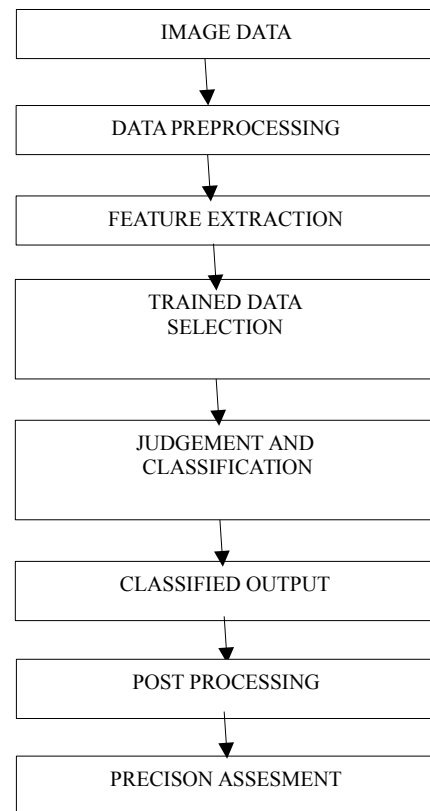 IMAGE DATA
DATA PREPROCESSING
FEATURE EXTRACTION
TRAINED DATA
SELECTION
JUDGEMENT AND
CLASSIFICATION
CLASSIFIED OUTPUT
POST PROCESSING
PRECISON ASSESMENT